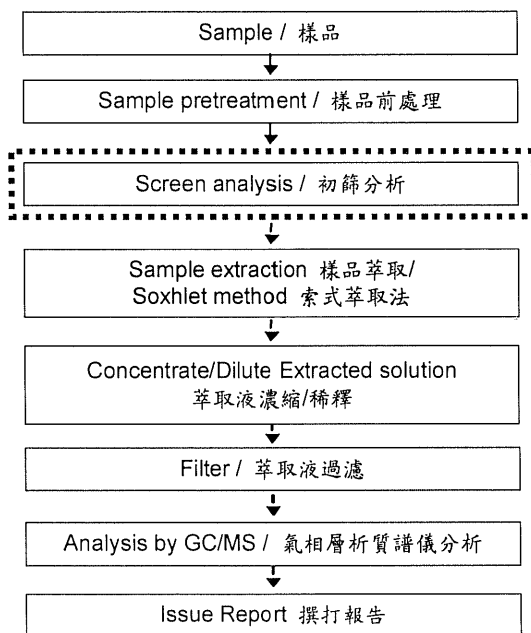 Sample / 樣品
Sample pretreatment / 樣品前處理
Screen analysis / 初篩分析
Sample extraction 樣品萃取/
Soxhlet method 索式萃取法
Concentrate/Dilute Extracted solution
萃取液濃縮/稀釋
Filter / 萃取液過濾
Analysis by GC/MS / 氣相層析質譜儀分析
Issue Report 撰打報告